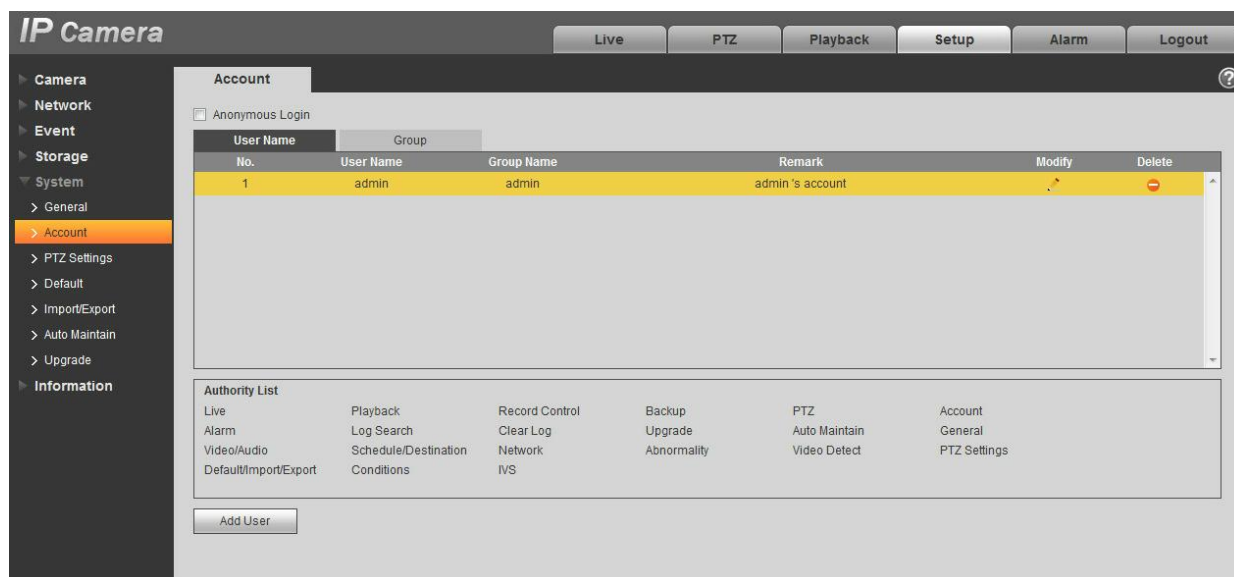 IP Camera
Live PTZ Playback Setup Alarm Logout
Camera
Network
Event
Storage
System
General
Account
PTZ Settings
Default
Import/Export
Auto Maintain
Upgrade
Information
Account
?
Anonymous Login
User Name Group
No. User Name Group Name Remark Modify Delete
1 admin admin admin 's account
Authority List
Live Playback Record Control Backup PTZ Account
Alarm Log Search Clear Log Upgrade Auto Maintain General
Video/Audio Schedule/Destination Network Abnormality Video Detect PTZ Settings
Default/Import/Export Conditions IVS
Add User